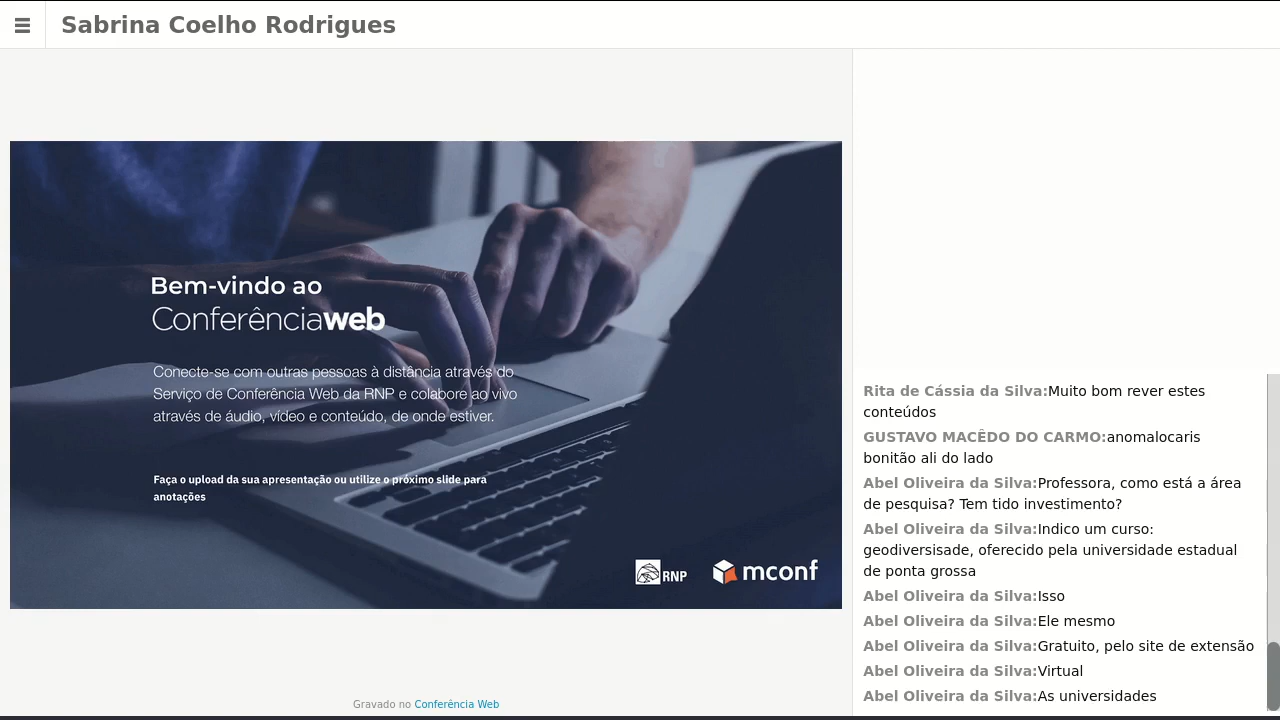 Sabrina Coelho Rodrigues
Bem-vindo ao
Conferênciaweb
Conecte-se com outras pessoas à distância através do
Serviço de Conferência Web da RNP e colabore ao vivo
através de áudio, vídeo e conteúdo, de onde estiver.
Faça o upload da sua apresentação ou utilize o próximo slide para
anotações
RNP
mconf
Gravado no Conferência Web
Rita de Cássia da Silva:Muito bom rever estes
conteúdos
GUSTAVO MACÊDO DO CARMO:anomalocaris
bonitão ali do lado
Abel Oliveira da Silva:Professora, como está a área
de pesquisa? Tem tido investimento?
Abel Oliveira da Silva:Indico um curso:
geodiversisade, oferecido pela universidade estadual
de ponta grossa
Abel Oliveira da Silva:Isso
Abel Oliveira da Silva:Ele mesmo
Abel Oliveira da Silva:Gratuito, pelo site de extensão
Abel Oliveira da Silva:Virtual
Abel Oliveira da Silva:As universidades